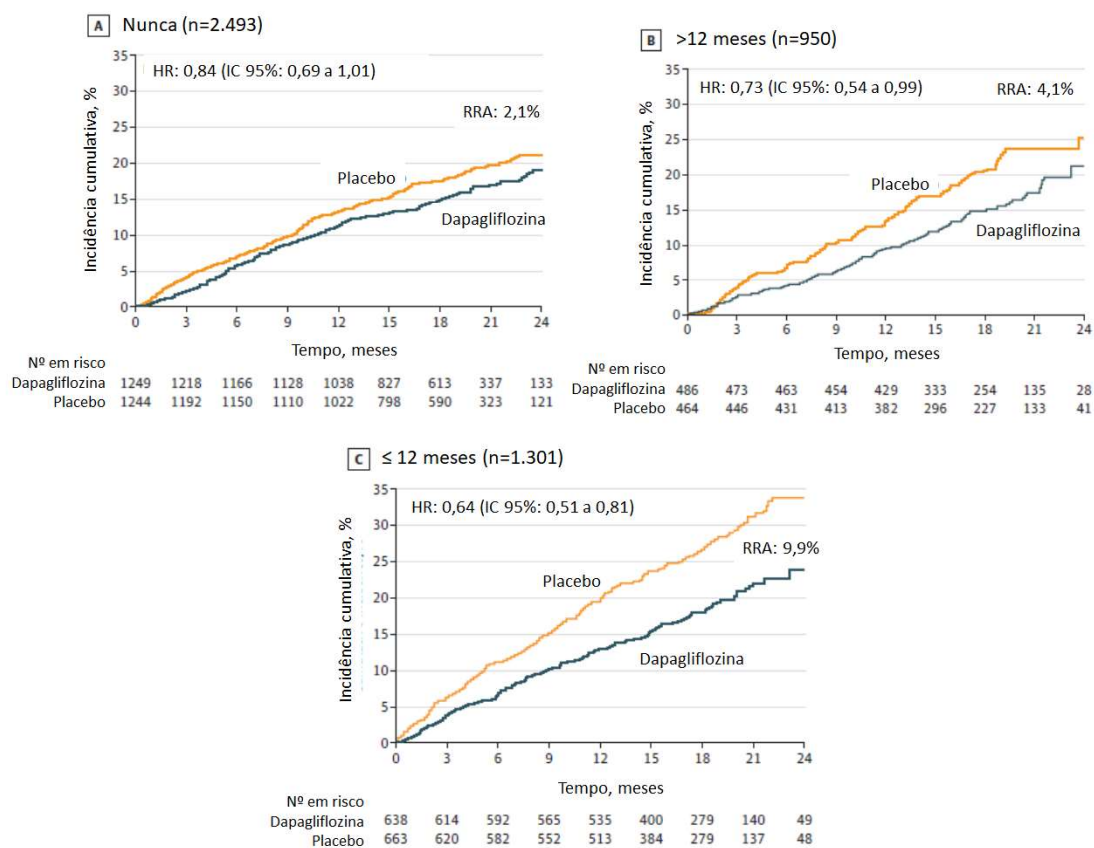 A Nunca (n=2.493)
35
HR: 0,84 (IC 95%: 0,69 a 1,01)
30
RRA: 2,1%
25
20
Placebo
15
Dapagliflozina
10
5
0
Incidência cumulativa, %
0 3 6 9 12 15 18 21 24
Tempo, meses
Nº em risco
Dapagliflozina 1249 1218 1166 1128 1038 827 613 337 133
Placebo 1244 1192 1150 1110 1022 798 590 323 121
B >12 meses (n=950)
35
HR: 0,73 (IC 95%: 0,54 a 0,99) RRA: 4,1%
30
25
20
Placebo
15
Dapagliflozina
10
5
0
Incidência cumulativa, %
0 3 6 9 12 15 18 21 24
Tempo, meses
Nº em risco
Dapagliflozina 486 473 463 454 429 333 254 135 28
Placebo 464 446 431 413 382 296 227 133 41
C ≤ 12 meses (n=1.301)
35
HR: 0,64 (IC 95%: 0,51 a 0,81)
30
RRA: 9,9%
25
Placebo
20
15
Dapagliflozina
10
5
0
Incidência cumulativa, %
0 3 6 9 12 15 18 21 24
Tempo, meses
Nº em risco
Dapagliflozina 638 614 592 565 535 400 279 140 49
Placebo 663 620 582 552 513 384 279 137 48